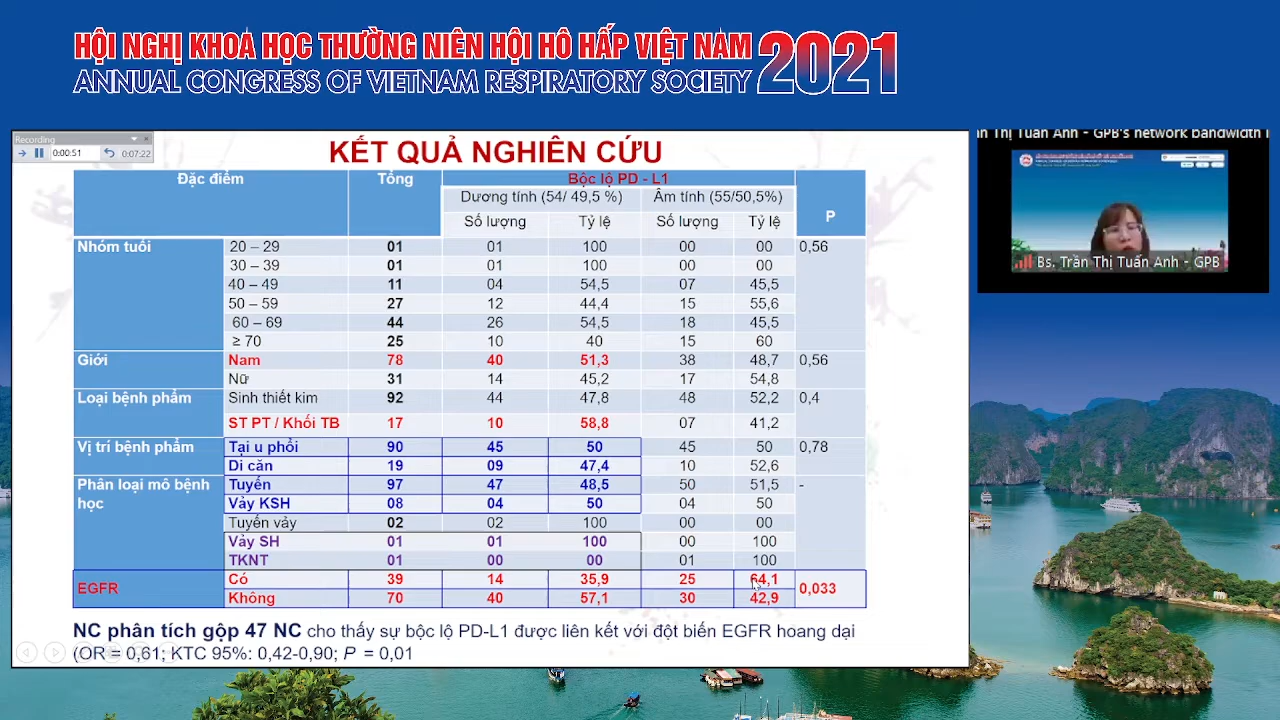 HỘI NGHỊ KHOA HỌC THƯỜNG NIÊN HỘI HÔ HẤP VIỆT NAM 2021
ANNUAL CONGRESS OF VIETNAM RESPIRATORY SOCIETY
Recording
0:00:51 0:07:22
KẾT QUẢ NGHIÊN CỨU
Đặc điểm Tổng Bộc lộ PD - L1 P
Dương tính (54/ 49,5 %) Âm tính (55/50,5%)
Số lượng Tỷ lệ Số lượng Tỷ lệ
Nhóm tuổi 20 – 29 01 01 100 00 00 0,56
30 – 39 01 01 100 00 00
40 – 49 11 04 54,5 07 45,5
50 – 59 27 12 44,4 15 55,6
60 – 69 44 26 54,5 18 45,5
≥ 70 25 10 40 15 60
Giới Nam 78 40 51,3 38 48,7 0,56
Nữ 31 14 45,2 17 54,8
Loại bệnh phẩm Sinh thiết kim 92 44 47,8 48 52,2 0,4
ST PT / Khối TB 17 10 58,8 07 41,2
Vị trí bệnh phẩm Tại u phổi 90 45 50 45 50 0,78
Di căn 19 09 47,4 10 52,6
Phân loại mô bệnh học Tuyến 97 47 48,5 50 51,5 -
Vảy KSH 08 04 50 04 50
Tuyến vảy 02 02 100 00 00
Vảy SH 01 01 100 00 100
TKNT 01 00 00 01 100
EGFR Có 39 14 35,9 25 64,1 0,033
Không 70 40 57,1 30 42,9
NC phân tích gộp 47 NC cho thấy sự bộc lộ PD-L1 được liên kết với đột biến EGFR hoang dại
(OR = 0,61; KTC 95%: 0,42-0,90; P = 0,01
Thị Tuấn Anh - GPB's network bandwidth
Bs. Trần Thị Tuấn Anh - GPB